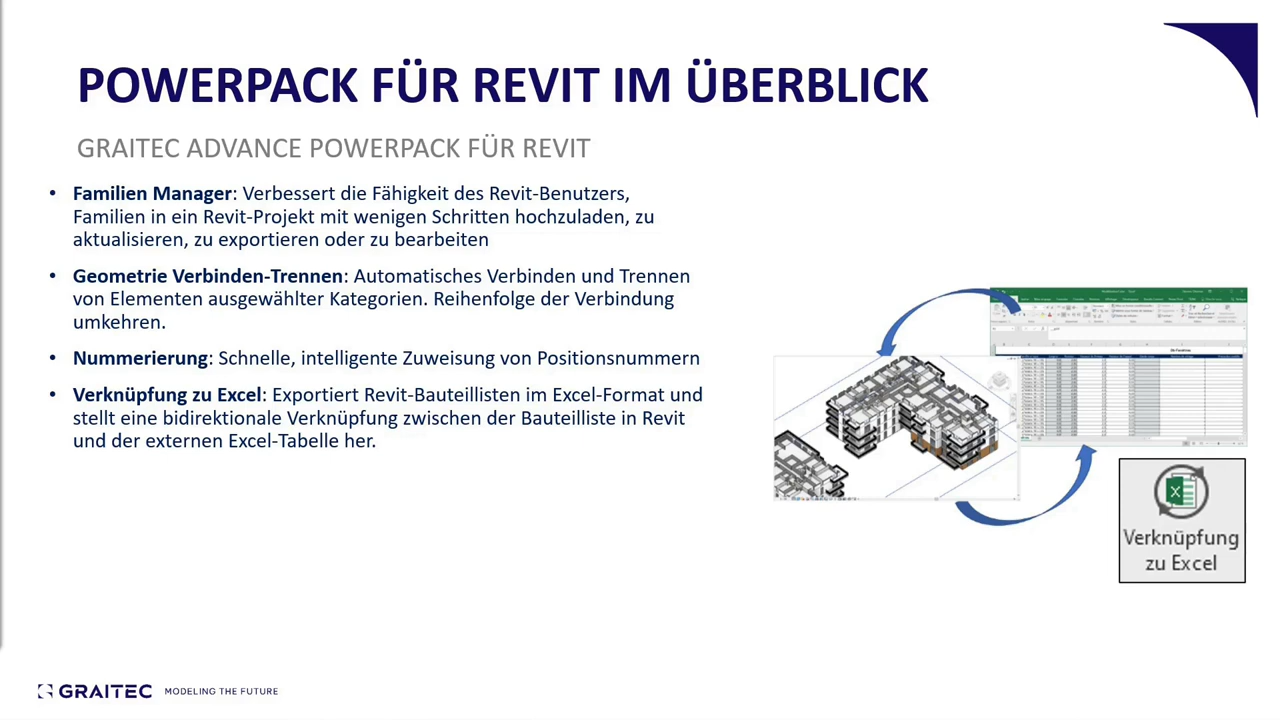 POWERPACK FÜR REVIT IM ÜBERBLICK
GRAITEC ADVANCE POWERPACK FÜR REVIT
• Familien Manager: Verbessert die Fähigkeit des Revit-Benutzers,
Familien in ein Revit-Projekt mit wenigen Schritten hochzuladen, zu
aktualisieren, zu exportieren oder zu bearbeiten
• Geometrie Verbinden-Trennen: Automatisches Verbinden und Trennen
von Elementen ausgewählter Kategorien. Reihenfolge der Verbindung
umkehren.
• Nummerierung: Schnelle, intelligente Zuweisung von Positionsnummern
• Verknüpfung zu Excel: Exportiert Revit-Bauteillisten im Excel-Format und
stellt eine bidirektionale Verknüpfung zwischen der Bauteilliste in Revit
und der externen Excel-Tabelle her.
Verknüpfung
zu Excel
GRAITEC MODELING THE FUTURE